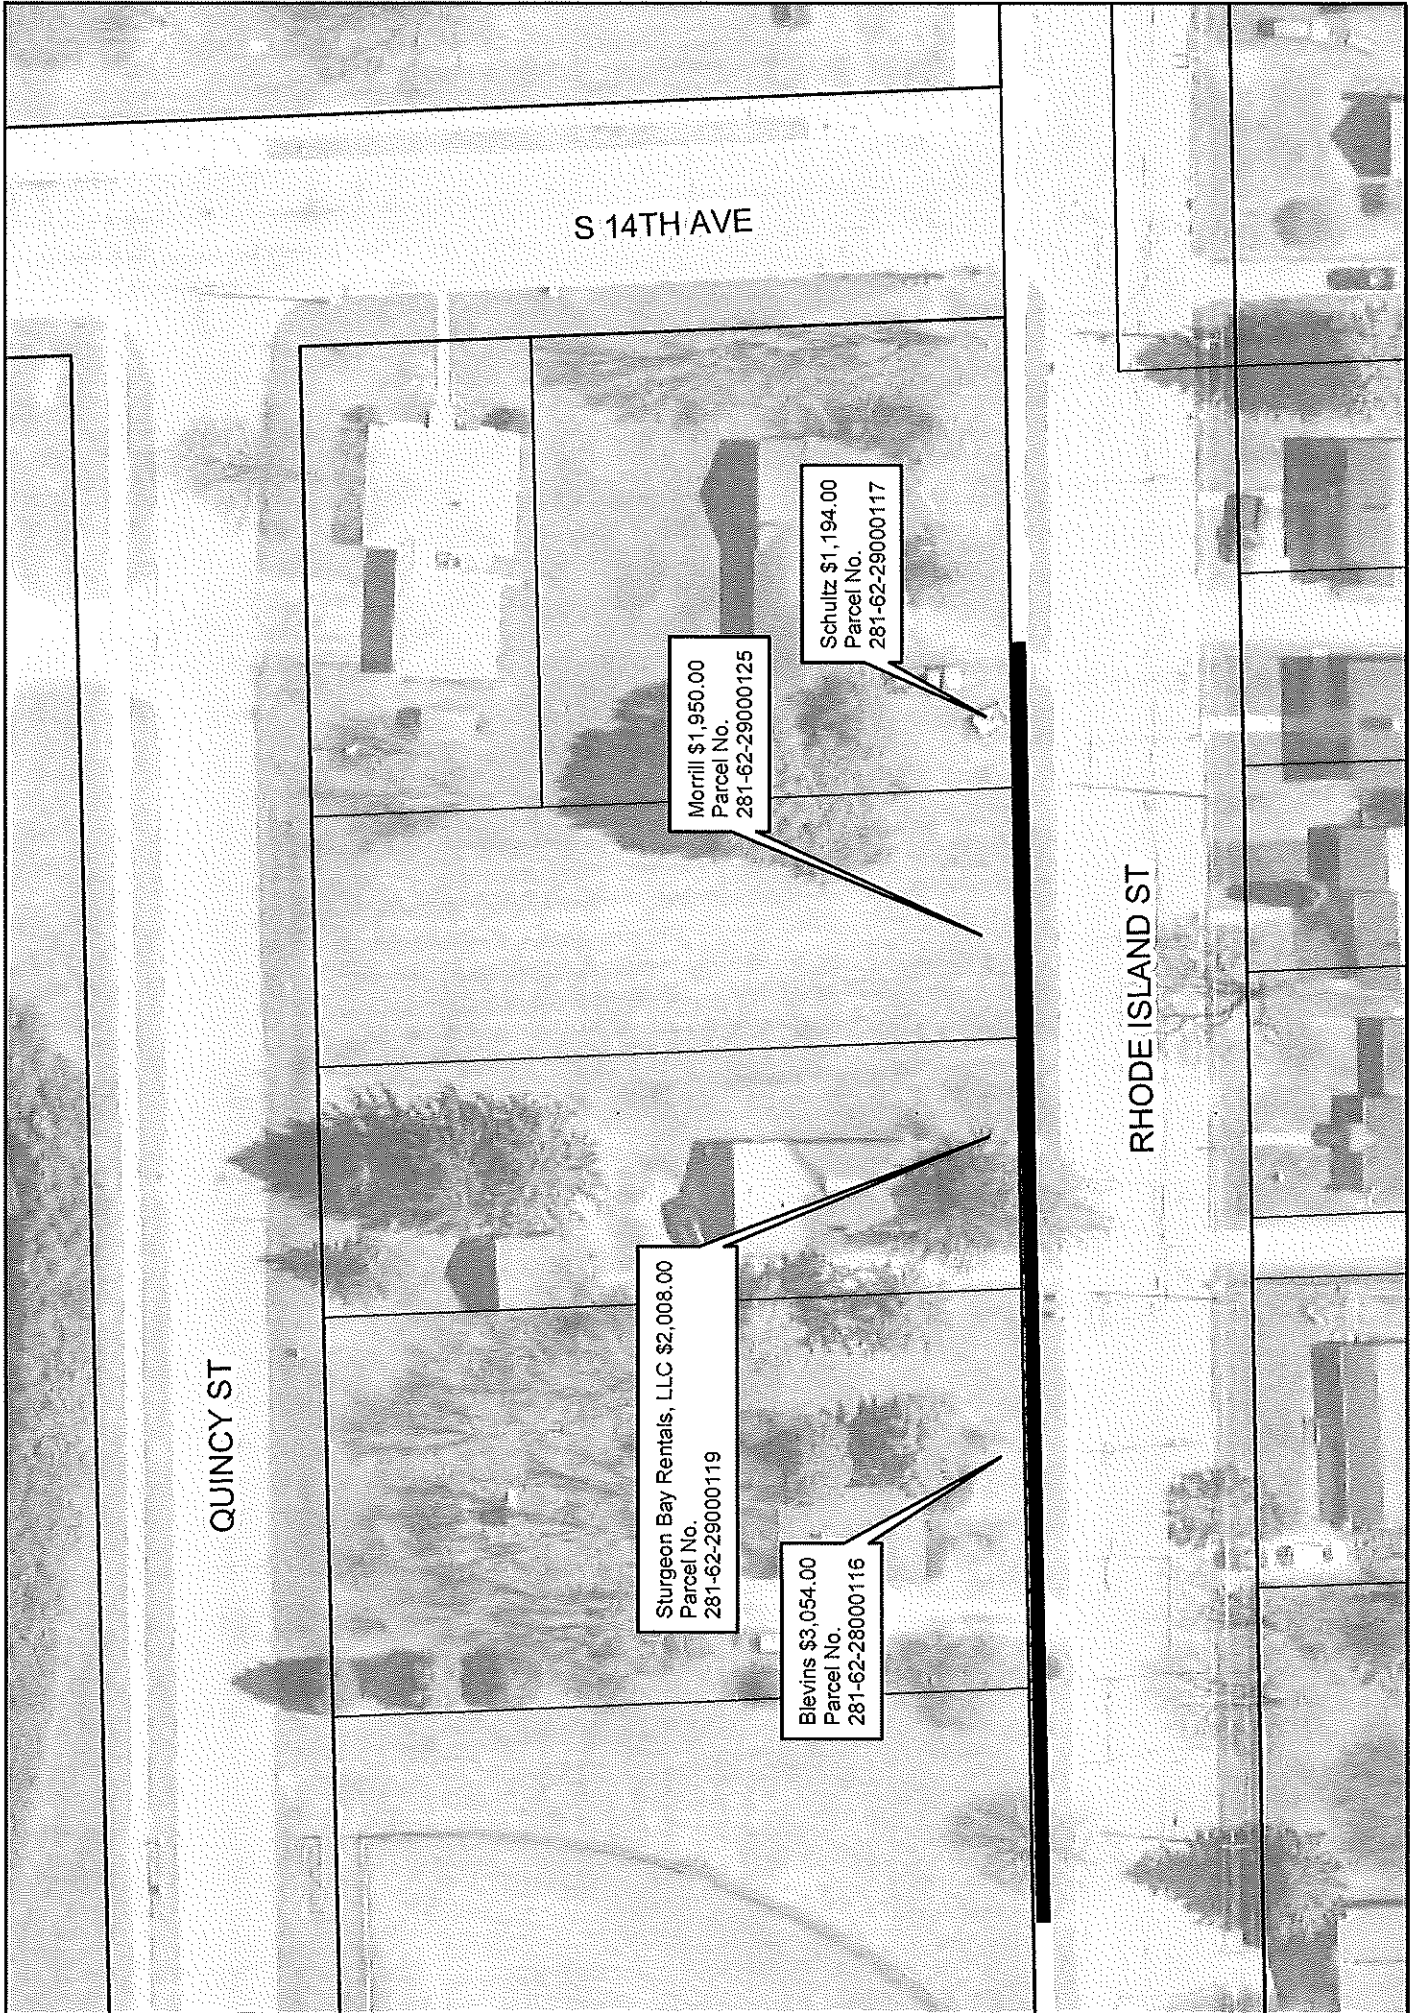 S 14TH AVE
QUINCY ST
RHODE ISLAND ST
Schultz $1,194.00
Parcel No.
281-62-29000117
Morrill $1,950.00
Parcel No.
281-62-29000125
Sturgeon Bay Rentals, LLC $2,008.00
Parcel No.
281-62-29000119
Blevins $3,054.00
Parcel No.
281-62-28000116